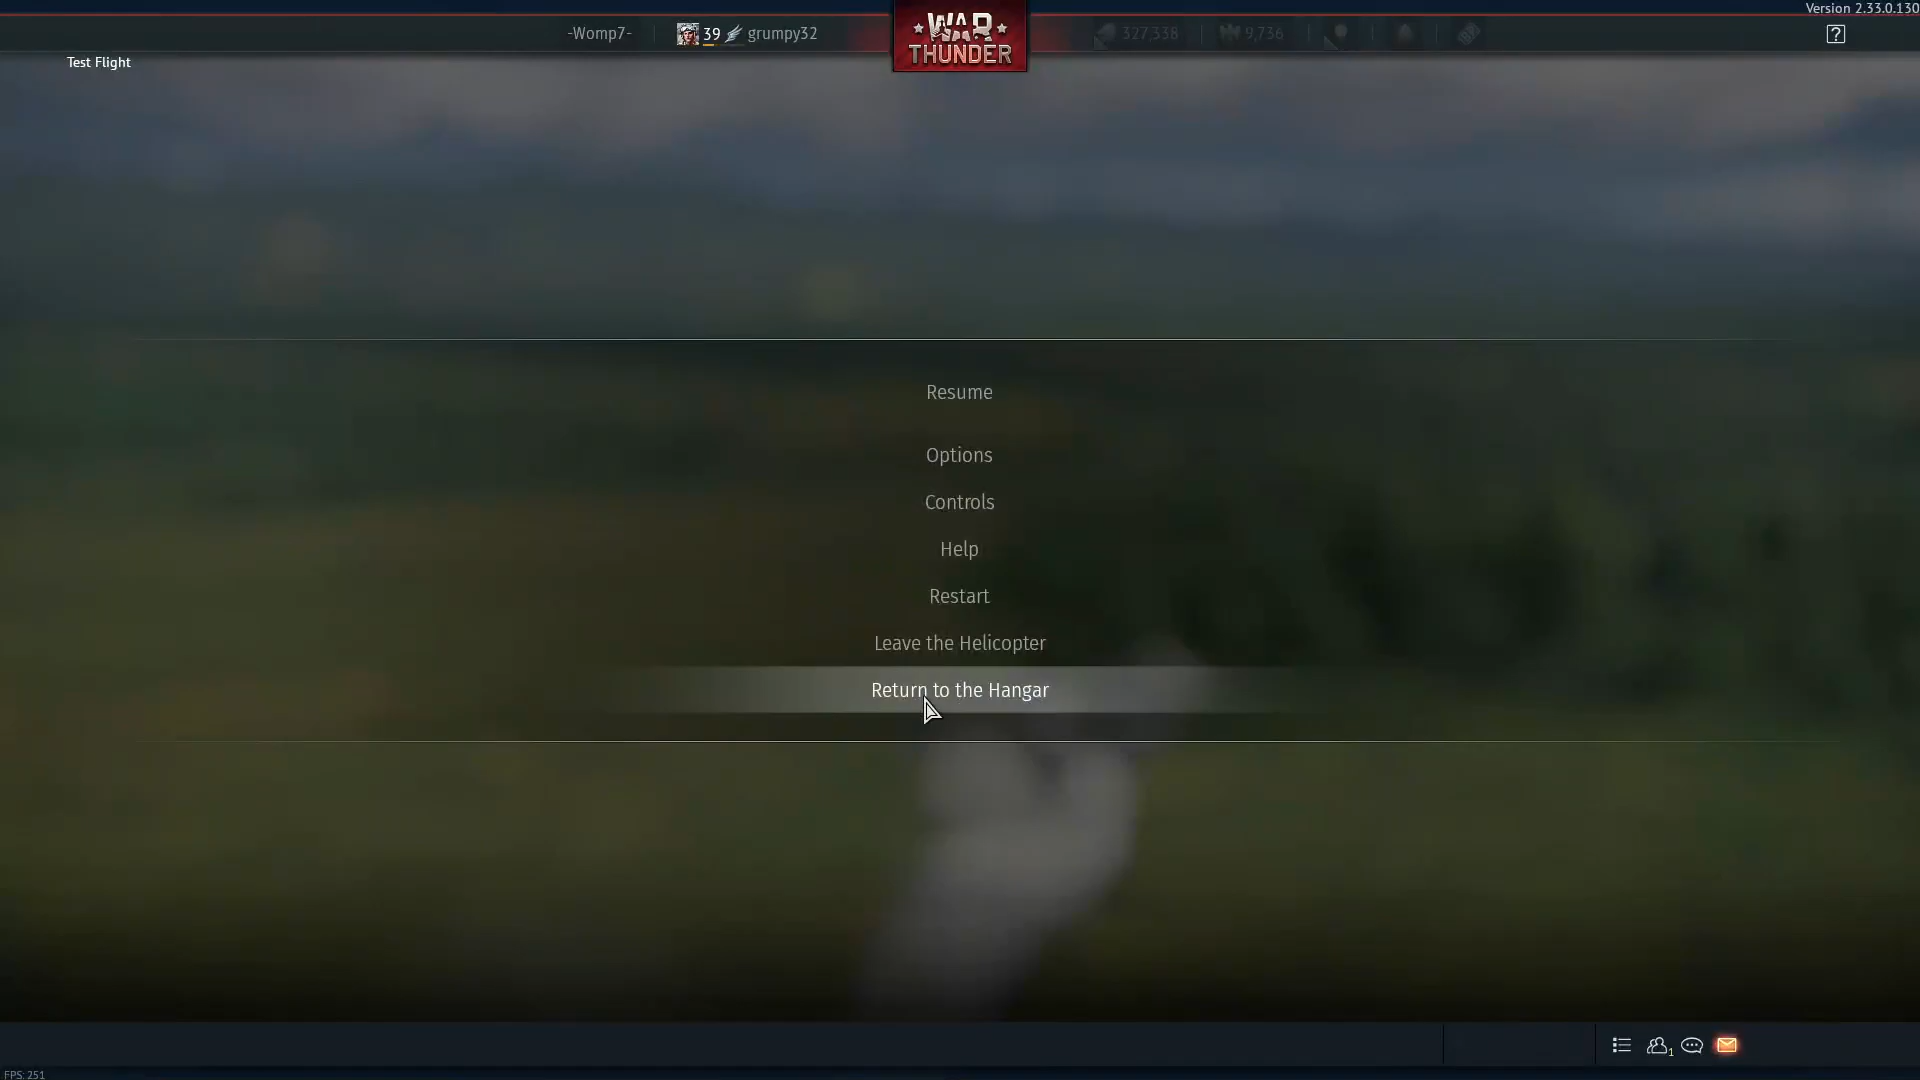 Version 2.33.0.130
-Womp7- 39 grumpy32 WAR THUNDER 327,338 9,736
Test Flight
Resume
Options
Controls
Help
Restart
Leave the Helicopter
Return to the Hangar
1
FPS: 251